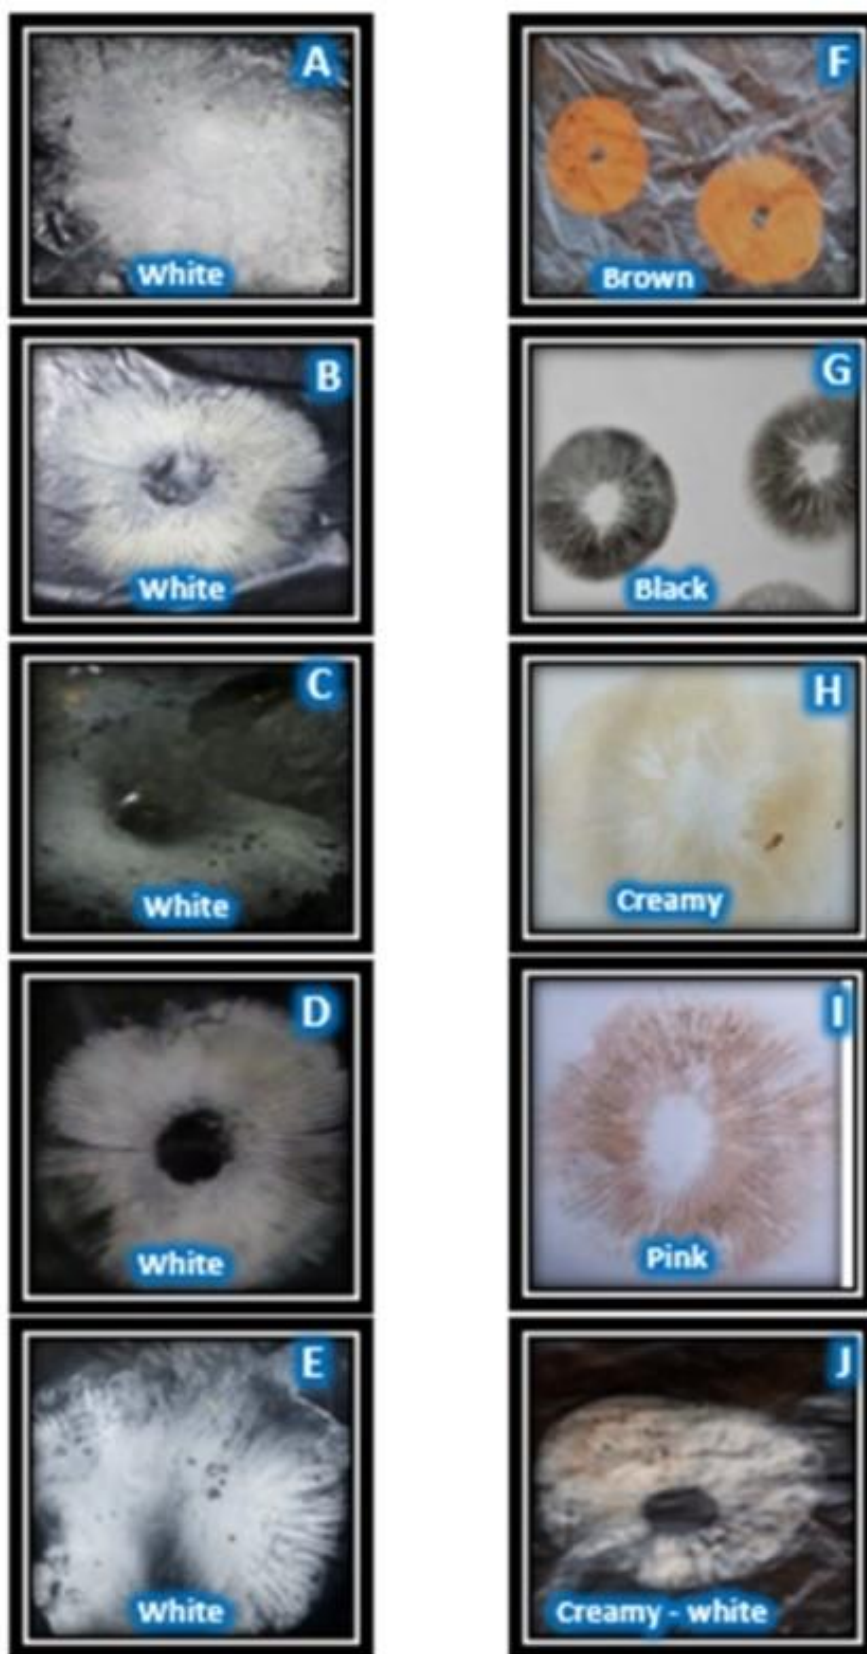 A
White
B
White
C
White
D
White
E
White
F
Brown
G
Black
H
Creamy
I
Pink
J
Creamy - white